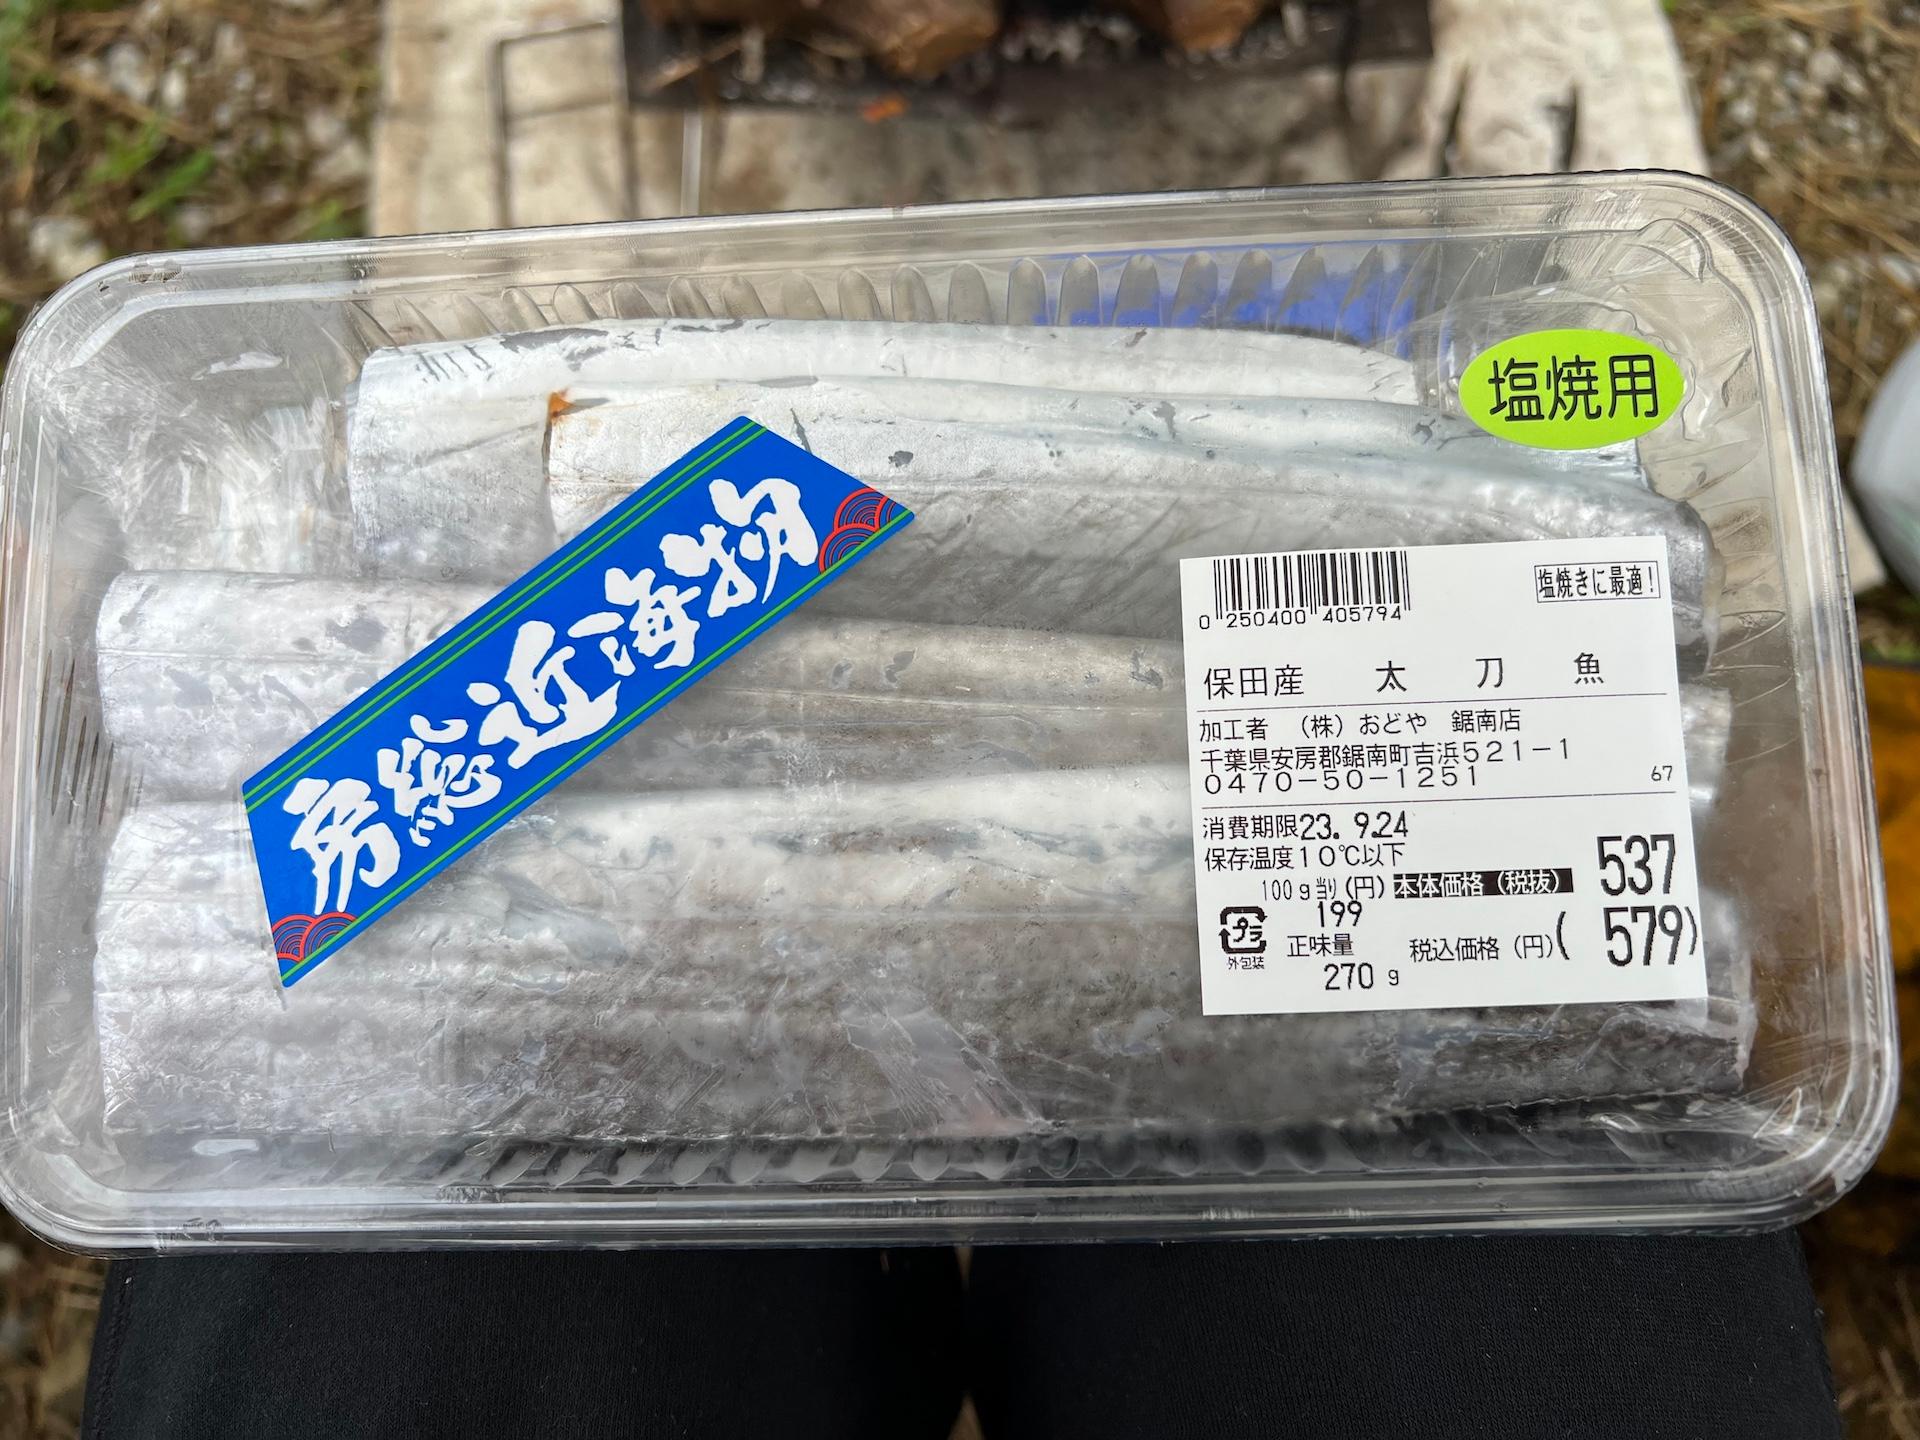 塩焼用
房総近海物
0 250400 405794
塩焼きに最適!
保田産 太 刀 魚
加工者 (株)おどや 鋸南店
千葉県安房郡鋸南町吉浜521-1
0470-50-1251
67
消費期限23. 9.24
保存温度10℃以下
100g当り(円) 本体価格(税抜) 537
199
プラ
外包装
正味量 税込価格(円)( 579)
270 g